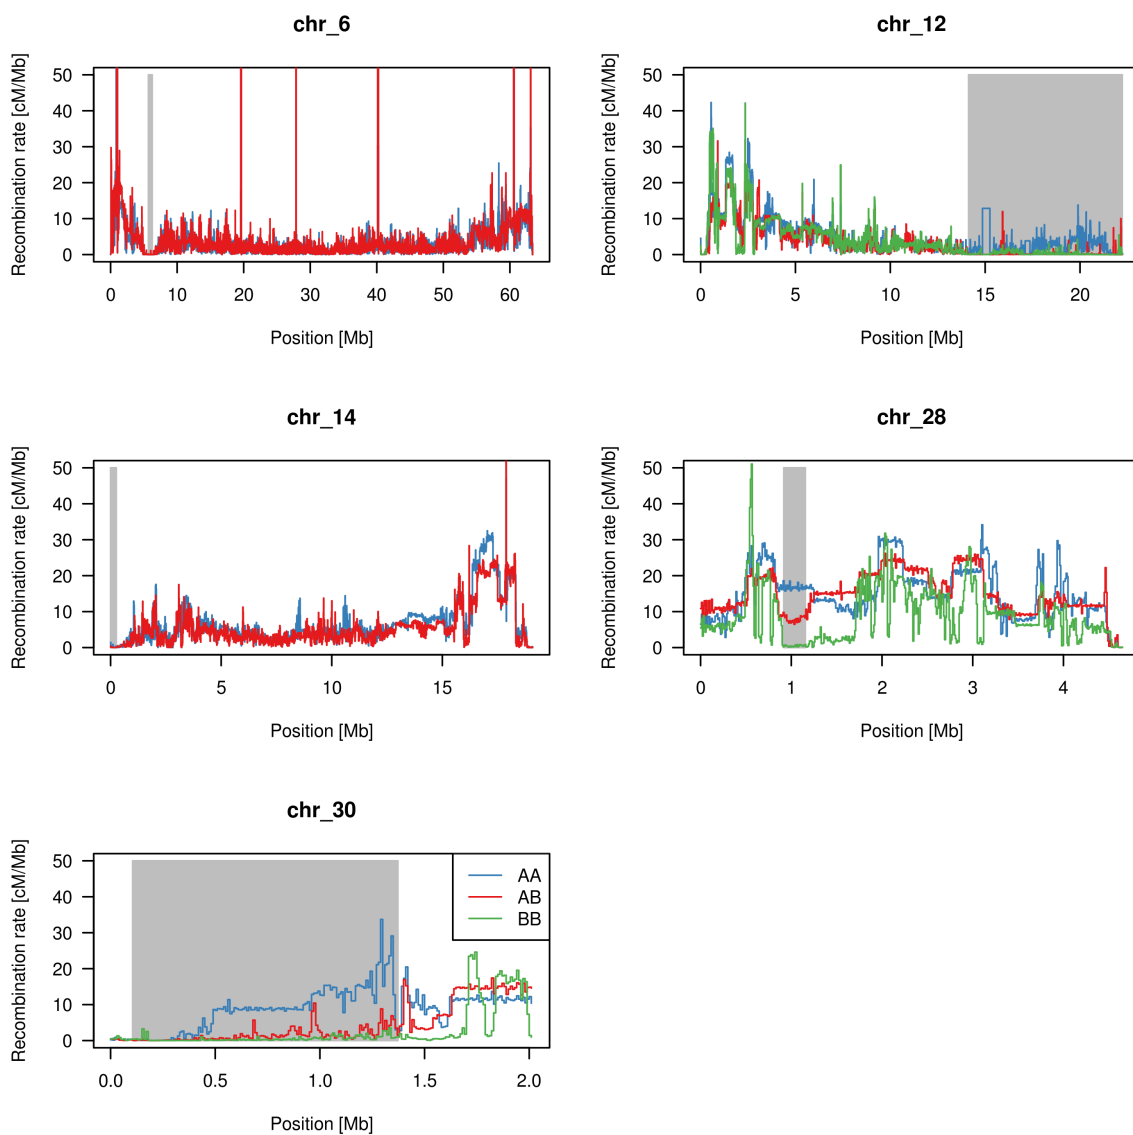 chr_6
Recombination rate [cM/Mb]
0 10 20 30 40 50
0 10 20 30 40 50 60
Position [Mb]
chr_12
Recombination rate [cM/Mb]
0 10 20 30 40 50
0 5 10 15 20
Position [Mb]
chr_14
Recombination rate [cM/Mb]
0 10 20 30 40 50
0 5 10 15
Position [Mb]
chr_28
Recombination rate [cM/Mb]
0 10 20 30 40 50
0 1 2 3 4
Position [Mb]
chr_30
Recombination rate [cM/Mb]
0 10 20 30 40 50
AA
AB
BB
0.0 0.5 1.0 1.5 2.0
Position [Mb]